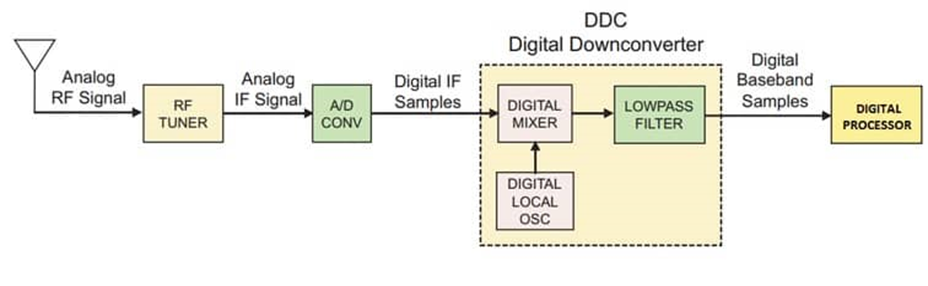 DDC
Digital Downconverter
Analog
RF Signal
RF
TUNER
Analog
IF Signal
A/D
CONV
Digital IF
Samples
DIGITAL
MIXER
LOWPASS
FILTER
DIGITAL
LOCAL
OSC
Digital
Baseband
Samples
DIGITAL
PROCESSOR